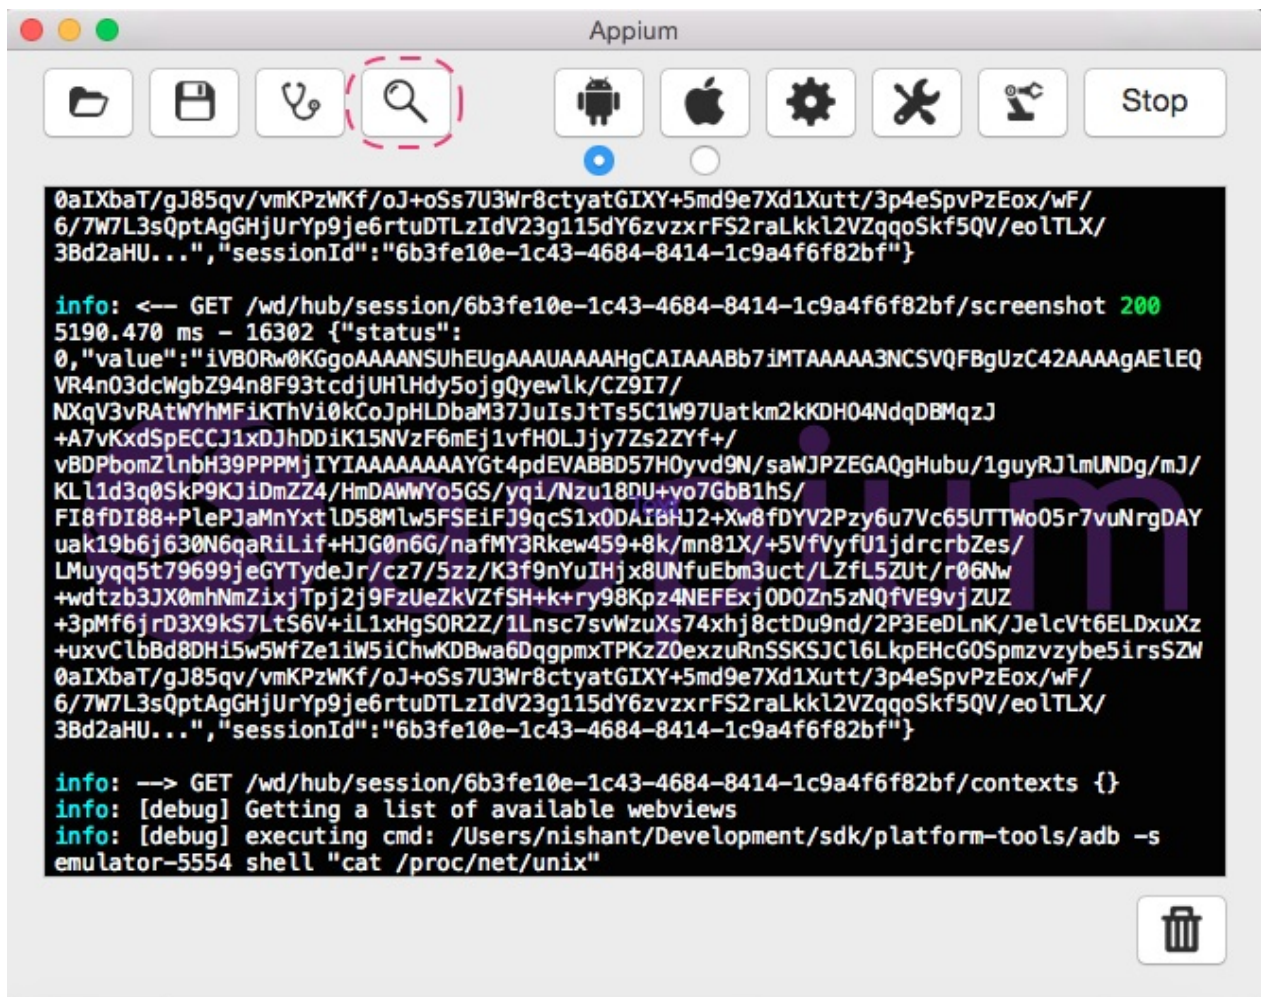 Appium
Stop
0aIXbaT/gJ85qv/vmKPzWKf/oJ+oSs7U3Wr8ctyatGIXY+5md9e7Xd1Xutt/3p4eSpvPzEox/wF/
6/7W7L3sQptAgGHjUrYp9je6rtuDTLzIdV23g115dY6zvzxrFS2raLkkl2VZqqoSkf5QV/eolTLX/
3Bd2aHU...","sessionId":"6b3fe10e-1c43-4684-8414-1c9a4f6f82bf"}
info: <-- GET /wd/hub/session/6b3fe10e-1c43-4684-8414-1c9a4f6f82bf/screenshot 200
5190.470 ms - 16302 {"status":
0,"value":"iVBORw0KGgoAAAANSUhEUgAAAUAAAAHgCAIAAABb7iMTAAAAA3NCSVQFBgUzC42AAAAgAElEQ
VR4nO3dcWgbZ94n8F93tcdjUHlHdy5ojgQyewlk/CZ9I7/
NXqV3vRAtWYhMFiKThVi0kCoJpHLDbaM37JuIsJtTs5C1W97Uatkm2kKDHO4NdqDBMqzJ
+A7vKxdSpECCJ1xDJhDDiK15NVzF6mEj1vfHOLJjy7Zs2ZYf+/
vBDPbomZlnbH39PPPMjIYIAAAAAAAAYGt4pdEVABBD57HOyvd9N/saWJPZEGAQgHubu/1guyRJlmUNDg/mJ/
KLl1d3q0SkP9KJiDmZZ4/HmDAWWYo5GS/yqi/Nzu18DU+vo7GbB1hS/
FI8fDI88+PlePJaMnYxtlD58Mlw5FSEiFJ9qcS1xODAIBHJ2+Xw8fDYV2Pzy6u7Vc65UTTWoO5r7vuNrgDAY
uak19b6j630N6qaRiLif+HJG0n6G/nafMY3Rkew459+8k/mn81X/+5VfVyfU1jdrcrbZes/
LMuyqq5t79699jeGYTydeJr/cz7/5zz/K3f9nYuIHjx8UNfuEbm3uct/LZfL5ZUt/r06Nw
+wdtzb3JX0mhNmZixjTpj2j9FzUeZkVZfSH+k+ry98Kpz4NEFExjODOZn5zNQfVE9vjZUZ
+3pMf6jrD3X9kS7LtS6V+iL1xHgSOR2Z/1Lnsc7svWzuXs74xhj8ctDu9nd/2P3EeDLnK/JelcVt6ELDxuXz
+uxvClbBd8DHi5w5WfZe1iW5iChwKDBwa6DqgpmxTPKzZOexzuRnSSKSJCl6LkpEHcGOSpmzvzybe5irsSZW
0aIXbaT/gJ85qv/vmKPzWKf/oJ+oSs7U3Wr8ctyatGIXY+5md9e7Xd1Xutt/3p4eSpvPzEox/wF/
6/7W7L3sQptAgGHjUrYp9je6rtuDTLzIdV23g115dY6zvzxrFS2raLkkl2VZqqoSkf5QV/eolTLX/
3Bd2aHU...","sessionId":"6b3fe10e-1c43-4684-8414-1c9a4f6f82bf"}
info: --> GET /wd/hub/session/6b3fe10e-1c43-4684-8414-1c9a4f6f82bf/contexts {}
info: [debug] Getting a list of available webviews
info: [debug] executing cmd: /Users/nishant/Development/sdk/platform-tools/adb -s
emulator-5554 shell "cat /proc/net/unix"